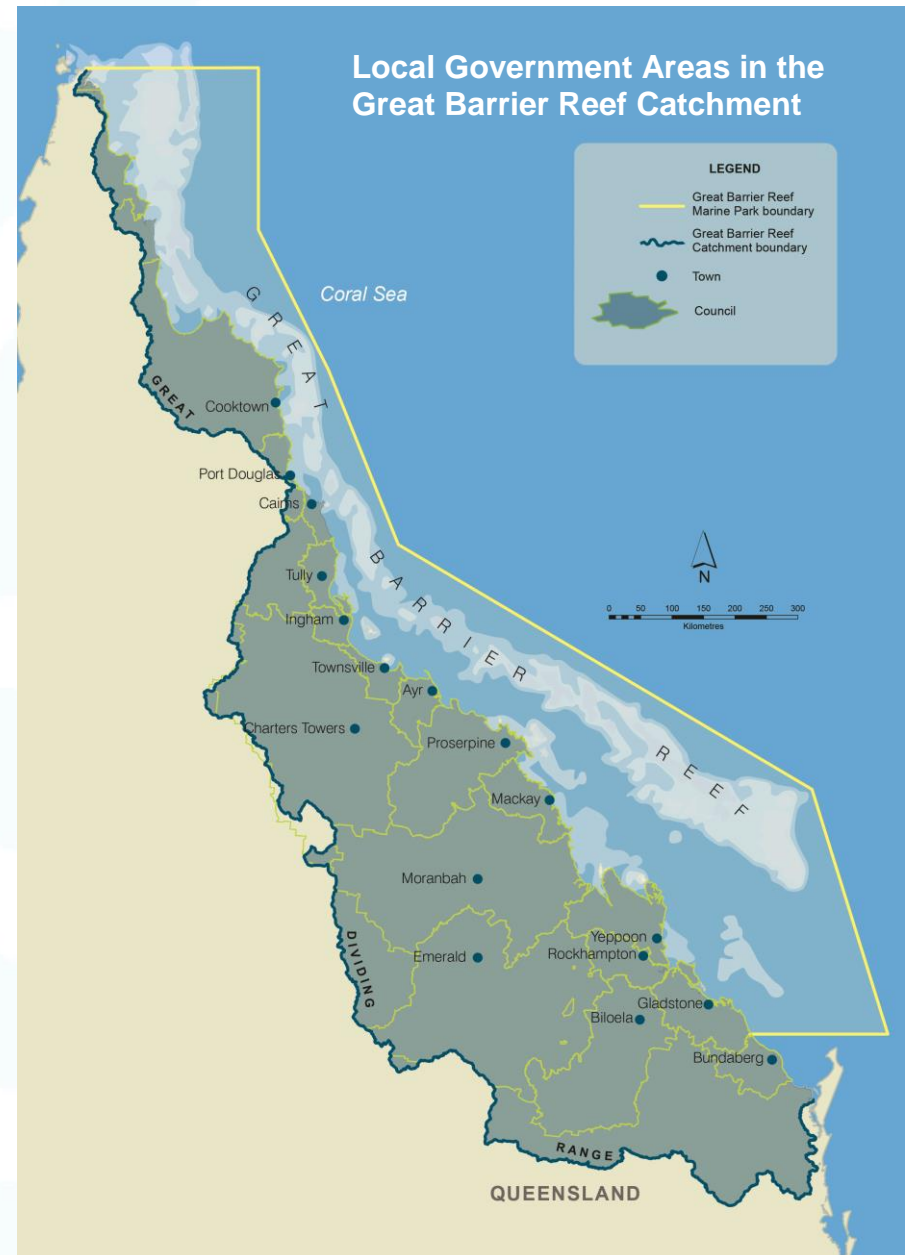 Local Government Areas in the
Great Barrier Reef Catchment
LEGEND
Great Barrier Reef
Marine Park boundary
Great Barrier Reef
Catchment boundary
Town
Council
Coral Sea
GREAT
BARRIER
REEF
GREAT
Cooktown
Port Douglas
Cairns
Tully
Ingham
Townsville
Ayr
Charters Towers
Proserpine
Mackay
Moranbah
Emerald
Yeppoon
Rockhampton
Gladstone
Biloela
Bundaberg
DIVIDING
RANGE
QUEENSLAND
N
0 50 100 150 200 250 300
Kilometres